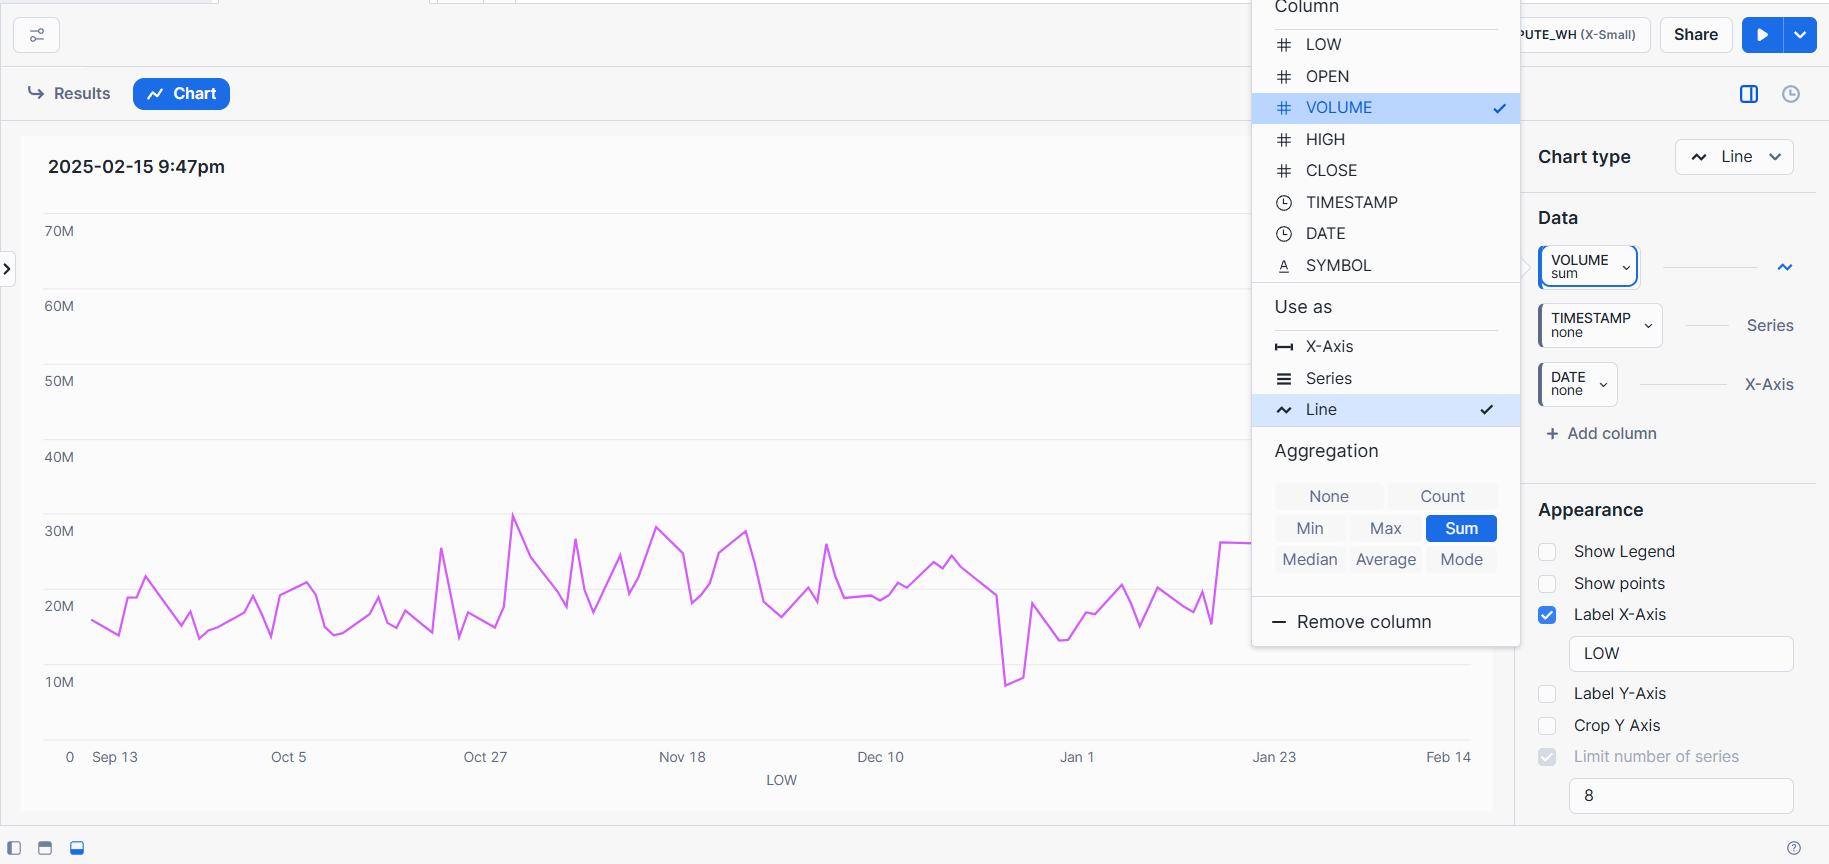 Column
PUTE_WH (X-Small)
Share
LOW
OPEN
Results
Chart
VOLUME
HIGH
2025-02-15 9:47pm
Chart type
Line
CLOSE
TIMESTAMP
Data
70M
DATE
VOLUME
sum
SYMBOL
60M
Use as
TIMESTAMP
none
Series
X-Axis
50M
Series
DATE
none
X-Axis
Line
Add column
40M
Aggregation
None
Count
Appearance
30M
Min
Max
Sum
Show Legend
Median
Average
Mode
Show points
20M
Label X-Axis
Remove column
LOW
10M
Label Y-Axis
Crop Y Axis
0
Sep 13
Oct 5
Oct 27
Nov 18
Dec 10
Jan 1
Jan 23
Feb 14
LOW
Limit number of series
8